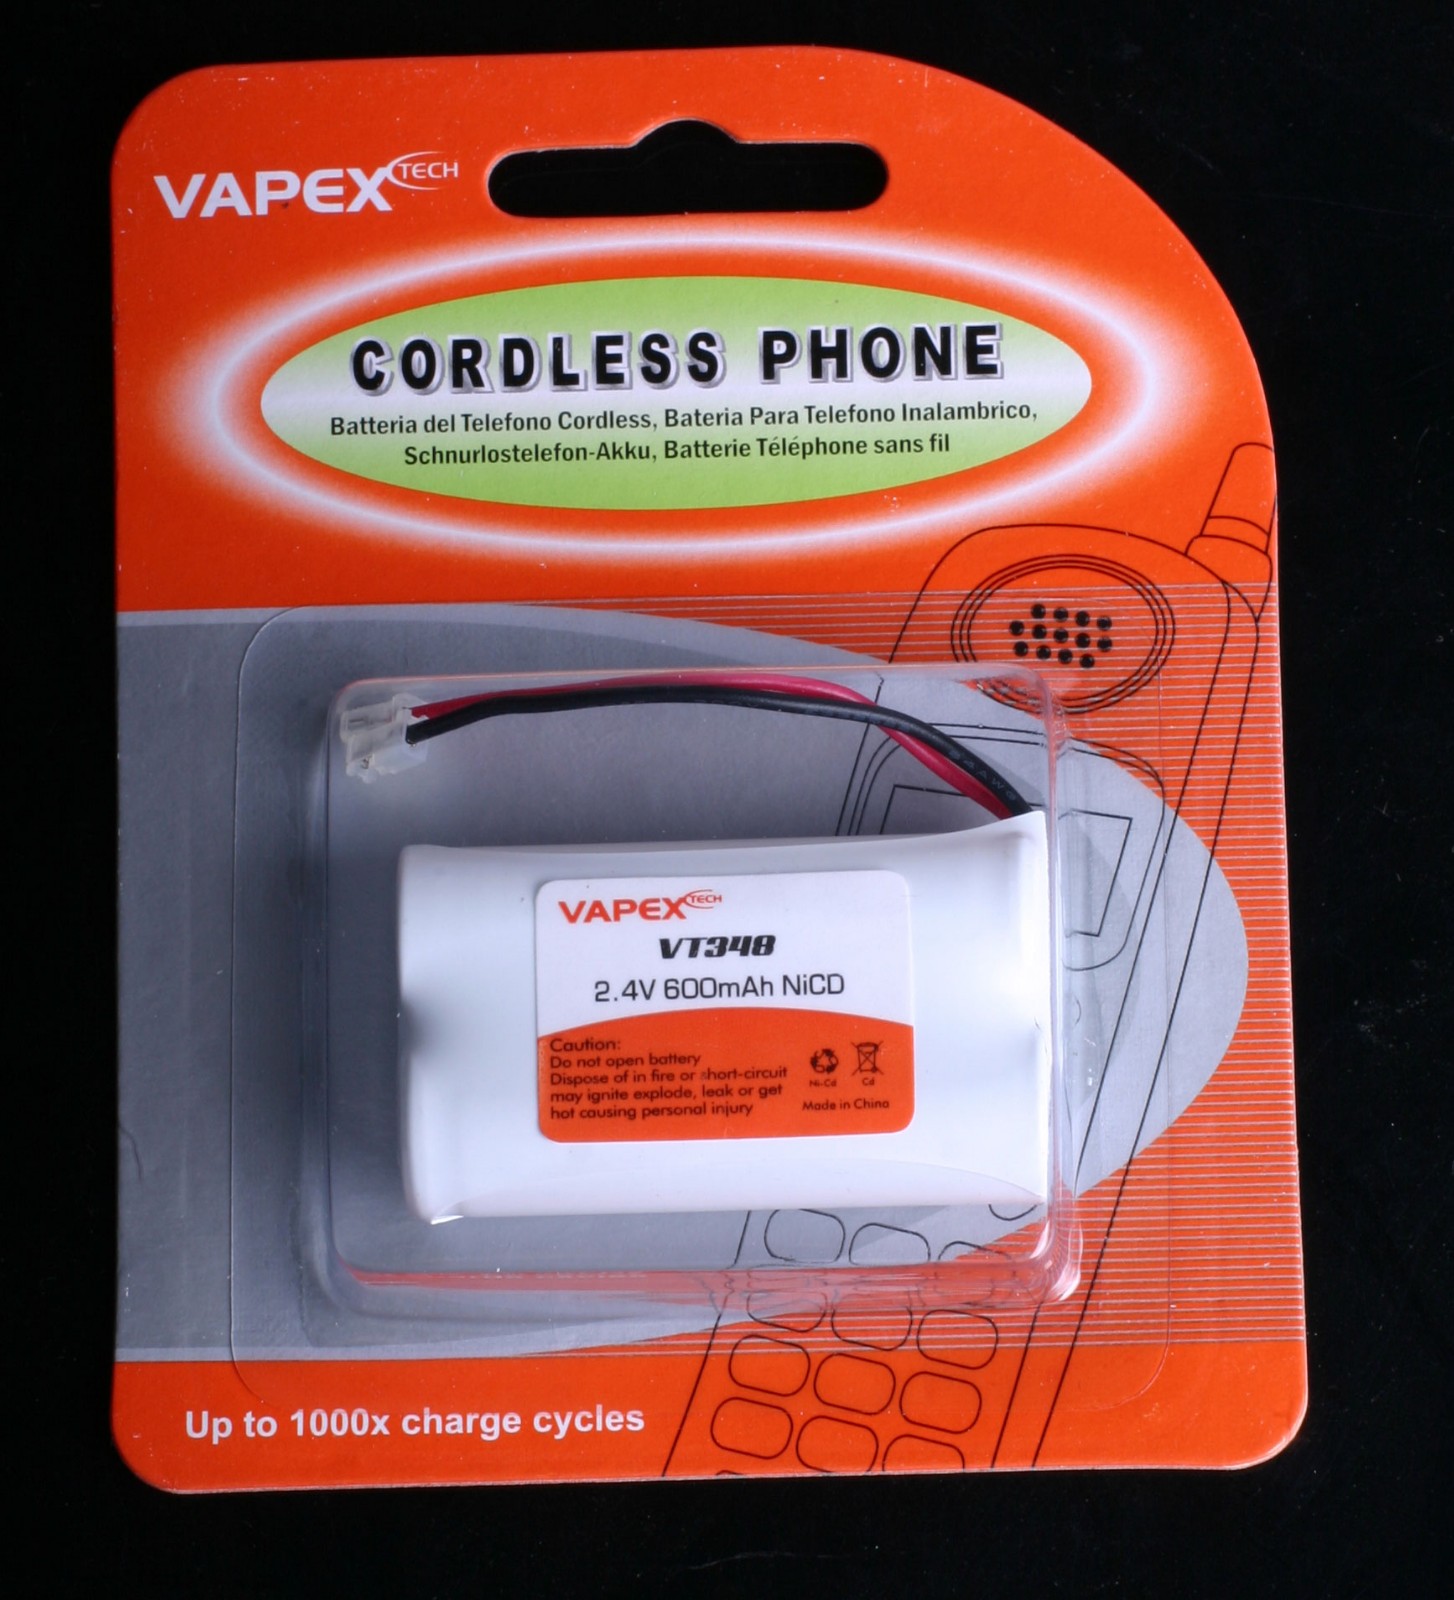 VAPEX TECH
CORDLESS PHONE
Batteria del Telefono Cordless, Bateria Para Telefono Inalambrico,
Schnurlostelefon-Akku, Batterie Téléphone sans fil
VAPEX TECH
VT348
2.4V 600mAh NiCD
Caution:
Do not open battery
Dispose of in fire or short-circuit
may ignite explode, leak or get
hot causing personal injury
Ni-Cd Cd
Made in China
Up to 1000x charge cycles